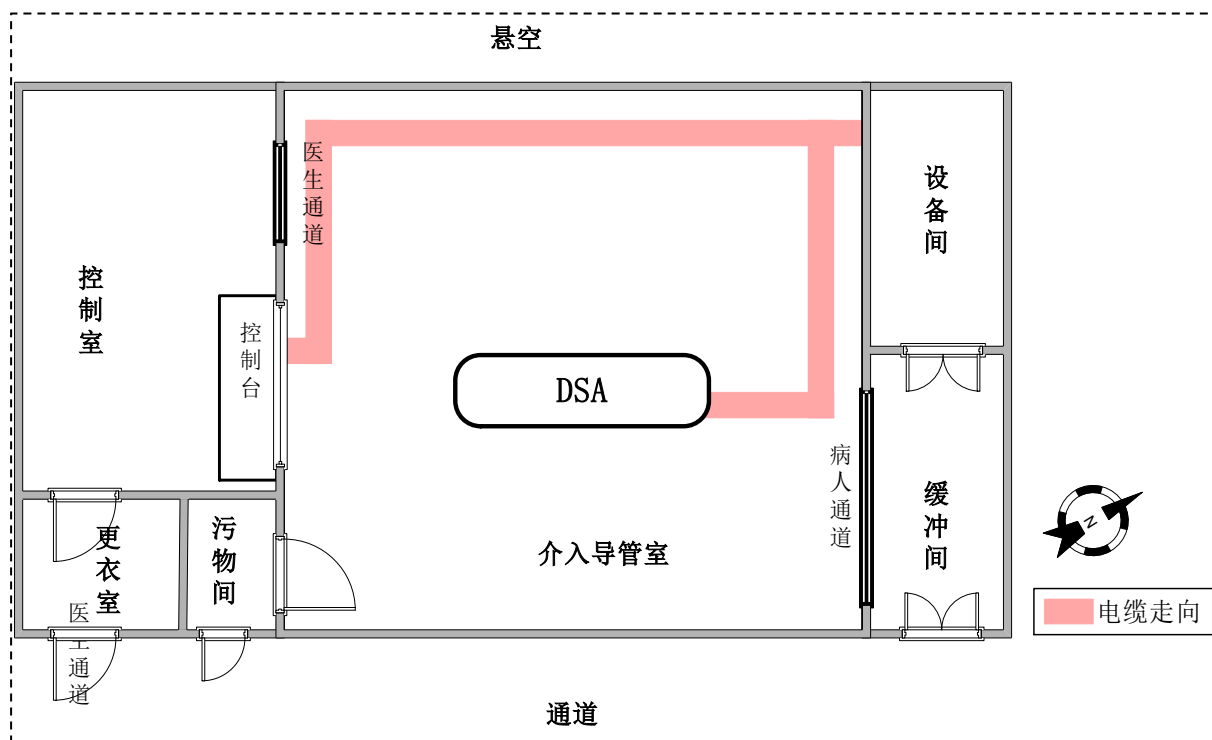 悬空
医生通道
设备间
控制室
控制台
DSA
病人通道
缓冲间
N
污物间
更衣室
介入导管室
医生通道
电缆走向
通道